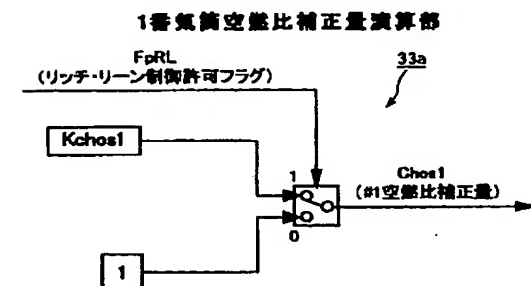 1番気筒空燃比補正量演算部
FpRL
(リッチ・リーン制御許可フラグ)
33a
Kchos1
1
Chos1
(#1空燃比補正量)
0
1